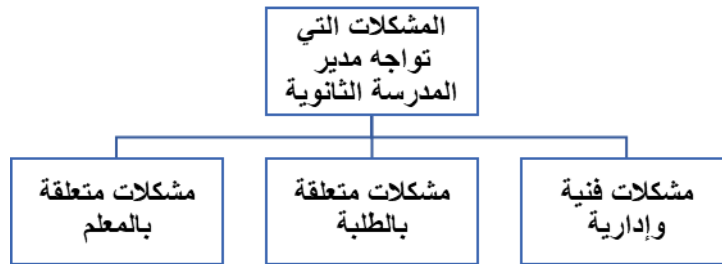 المشكلات التي
تواجه مدير
المدرسة الثانوية
مشكلات فنية
وإدارية
مشكلات متعلقة
بالطلبة
مشكلات متعلقة
بالمعلم